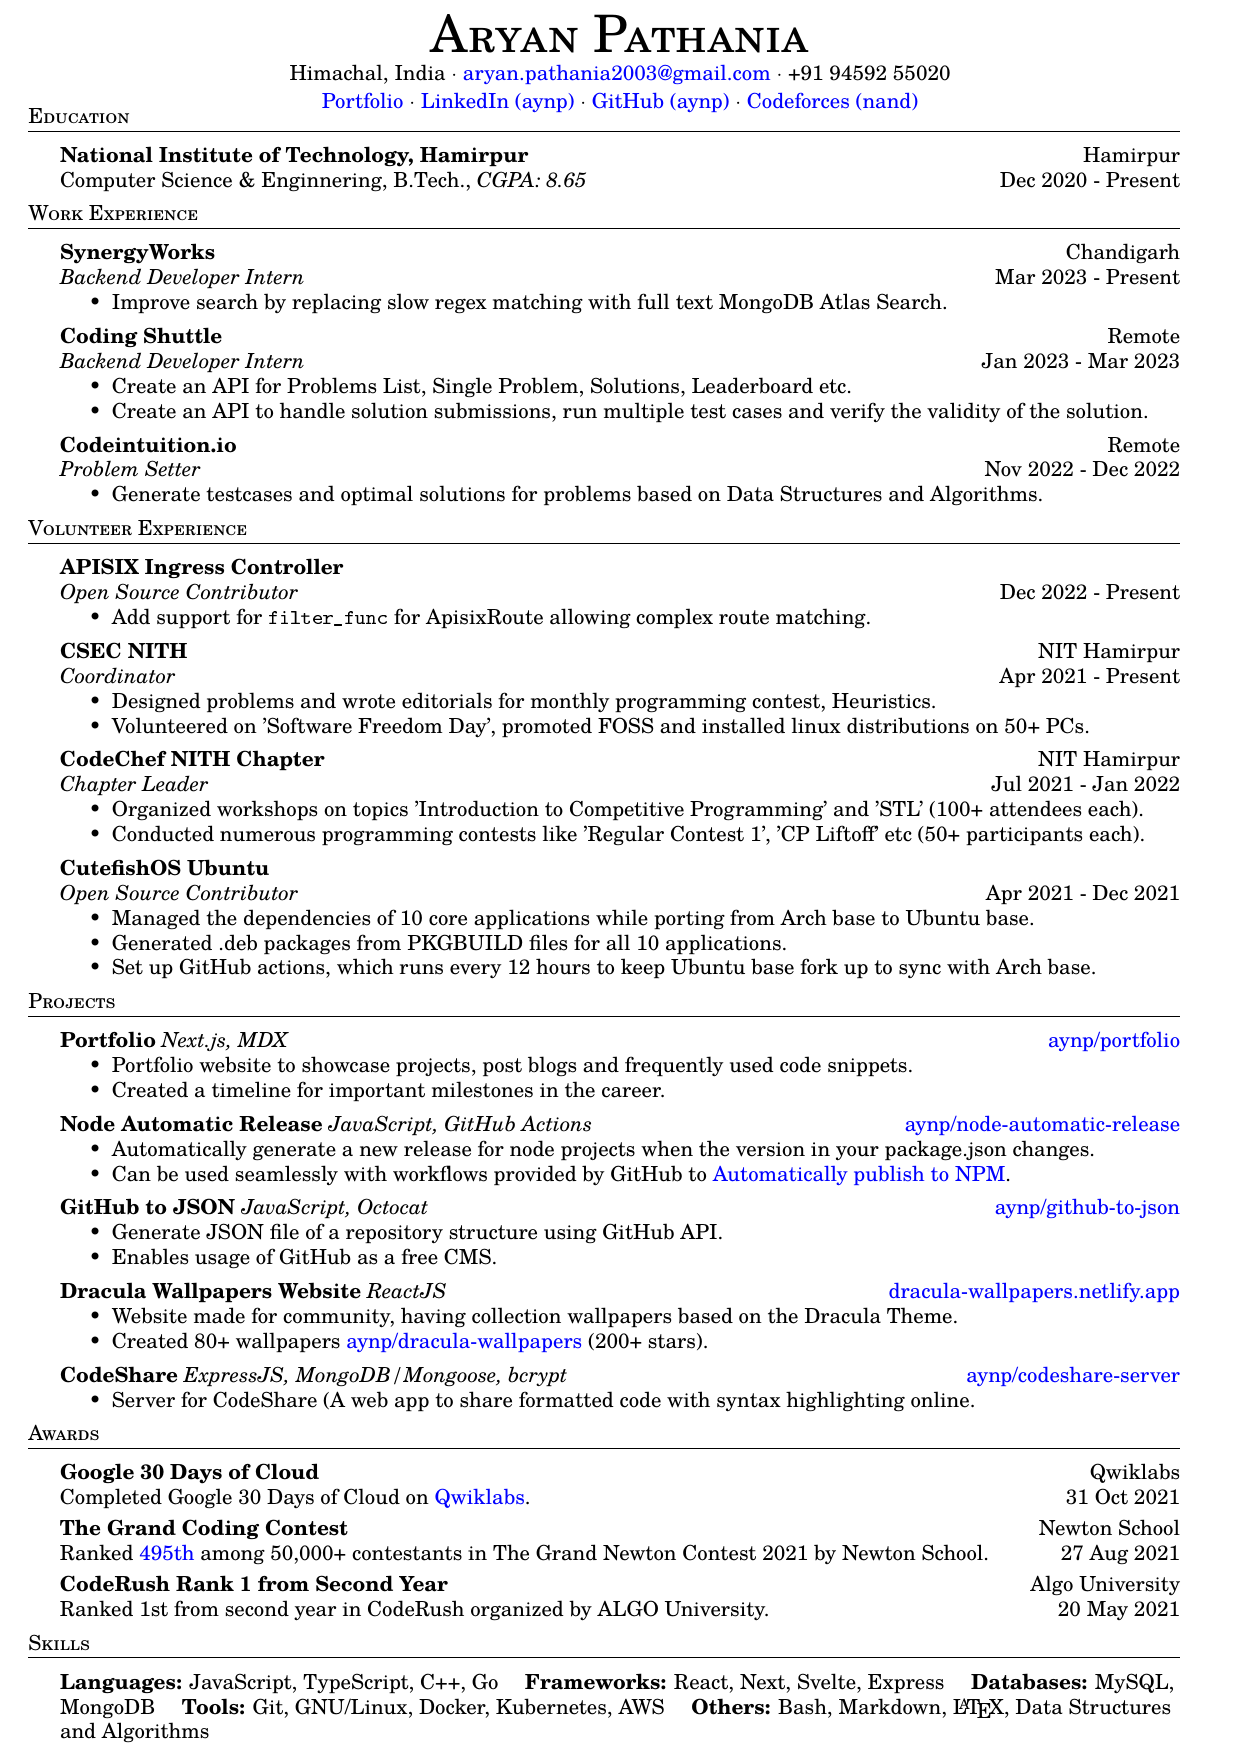 Aryan Pathania
Himachal, India · aryan.pathania2003@gmail.com · +91 94592 55020
Portfolio · LinkedIn (aynp) · GitHub (aynp) · Codeforces (nand)
Education
National Institute of Technology, Hamirpur Hamirpur
Computer Science & Enginnering, B.Tech., CGPA: 8.65 Dec 2020 - Present
Work Experience
SynergyWorks Chandigarh
Backend Developer Intern Mar 2023 - Present
• Improve search by replacing slow regex matching with full text MongoDB Atlas Search.
Coding Shuttle Remote
Backend Developer Intern Jan 2023 - Mar 2023
• Create an API for Problems List, Single Problem, Solutions, Leaderboard etc.
• Create an API to handle solution submissions, run multiple test cases and verify the validity of the solution.
Codeintuition.io Remote
Problem Setter Nov 2022 - Dec 2022
• Generate testcases and optimal solutions for problems based on Data Structures and Algorithms.
Volunteer Experience
APISIX Ingress Controller
Open Source Contributor Dec 2022 - Present
• Add support for filter_func for ApisixRoute allowing complex route matching.
CSEC NITH NIT Hamirpur
Coordinator Apr 2021 - Present
• Designed problems and wrote editorials for monthly programming contest, Heuristics.
• Volunteered on ’Software Freedom Day’, promoted FOSS and installed linux distributions on 50+ PCs.
CodeChef NITH Chapter NIT Hamirpur
Chapter Leader Jul 2021 - Jan 2022
• Organized workshops on topics ’Introduction to Competitive Programming’ and ’STL’ (100+ attendees each).
• Conducted numerous programming contests like ’Regular Contest 1’, ’CP Liftoff’ etc (50+ participants each).
CutefishOS Ubuntu
Open Source Contributor Apr 2021 - Dec 2021
• Managed the dependencies of 10 core applications while porting from Arch base to Ubuntu base.
• Generated .deb packages from PKGBUILD files for all 10 applications.
• Set up GitHub actions, which runs every 12 hours to keep Ubuntu base fork up to sync with Arch base.
Projects
Portfolio Next.js, MDX aynp/portfolio
• Portfolio website to showcase projects, post blogs and frequently used code snippets.
• Created a timeline for important milestones in the career.
Node Automatic Release JavaScript, GitHub Actions aynp/node-automatic-release
• Automatically generate a new release for node projects when the version in your package.json changes.
• Can be used seamlessly with workflows provided by GitHub to Automatically publish to NPM.
GitHub to JSON JavaScript, Octocat aynp/github-to-json
• Generate JSON file of a repository structure using GitHub API.
• Enables usage of GitHub as a free CMS.
Dracula Wallpapers Website ReactJS dracula-wallpapers.netlify.app
• Website made for community, having collection wallpapers based on the Dracula Theme.
• Created 80+ wallpapers aynp/dracula-wallpapers (200+ stars).
CodeShare ExpressJS, MongoDB/Mongoose, bcrypt aynp/codeshare-server
• Server for CodeShare (A web app to share formatted code with syntax highlighting online.
Awards
Google 30 Days of Cloud Qwiklabs
Completed Google 30 Days of Cloud on Qwiklabs. 31 Oct 2021
The Grand Coding Contest Newton School
Ranked 495th among 50,000+ contestants in The Grand Newton Contest 2021 by Newton School. 27 Aug 2021
CodeRush Rank 1 from Second Year Algo University
Ranked 1st from second year in CodeRush organized by ALGO University. 20 May 2021
Skills
Languages: JavaScript, TypeScript, C++, Go Frameworks: React, Next, Svelte, Express Databases: MySQL,
MongoDB Tools: Git, GNU/Linux, Docker, Kubernetes, AWS Others: Bash, Markdown, LATEX, Data Structures
and Algorithms